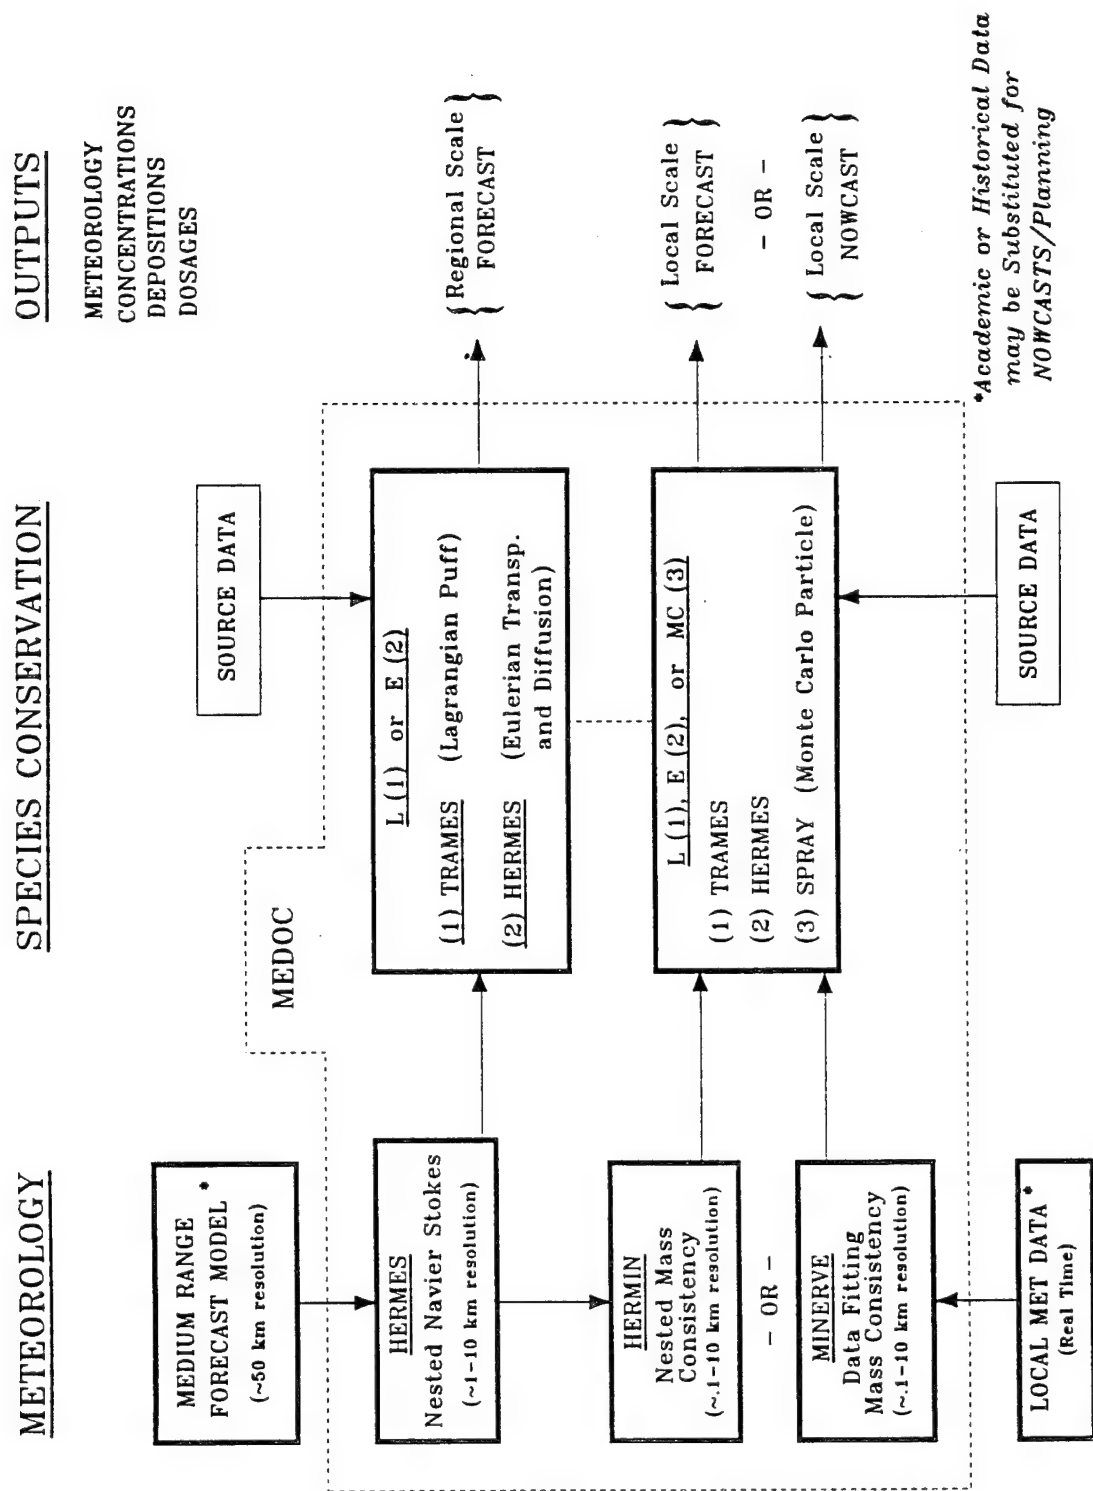 METEOROLOGY
MEDIUM RANGE
FORECAST MODEL*
(~50 km resolution)
HERMES
Nested Navier Stokes
(~1-10 km resolution)
HERMIN
Nested Mass
Consistency
(~.1-10 km resolution)
- OR -
MINERVE
Data Fitting
Mass Consistency
(~.1-10 km resolution)
LOCAL MET DATA*
(Real Time)
SPECIES CONSERVATION
MEDOC
SOURCE DATA
L (1) or E (2)
(1) TRAMES (Lagrangian Puff)
(2) HERMES (Eulerian Transp.
and Diffusion)
L (1), E (2), or MC (3)
(1) TRAMES
(2) HERMES
(3) SPRAY (Monte Carlo Particle)
SOURCE DATA
OUTPUTS
METEOROLOGY
CONCENTRATIONS
DEPOSITIONS
DOSAGES
{Regional Scale}
{FORECAST}
{Local Scale}
{FORECAST}
- OR -
{Local Scale}
{NOWCAST}
*Academic or Historical Data
may be Substituted for
NOWCASTS/Planning